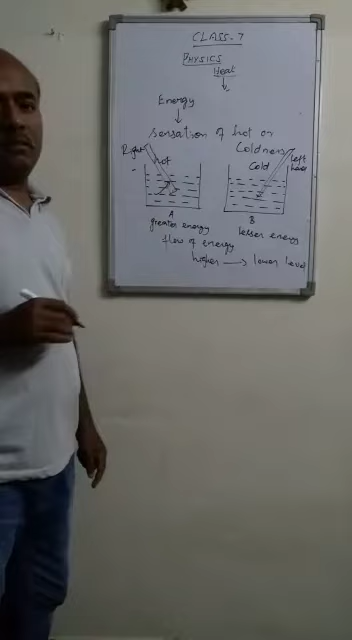 CLASS-7
PHYSICS
Heat
Energy
sensation of hot or
Coldness
Right
hot
Cold
Left
hand
A
B
greater energy
lesser energy
flow of energy
higher → lower level